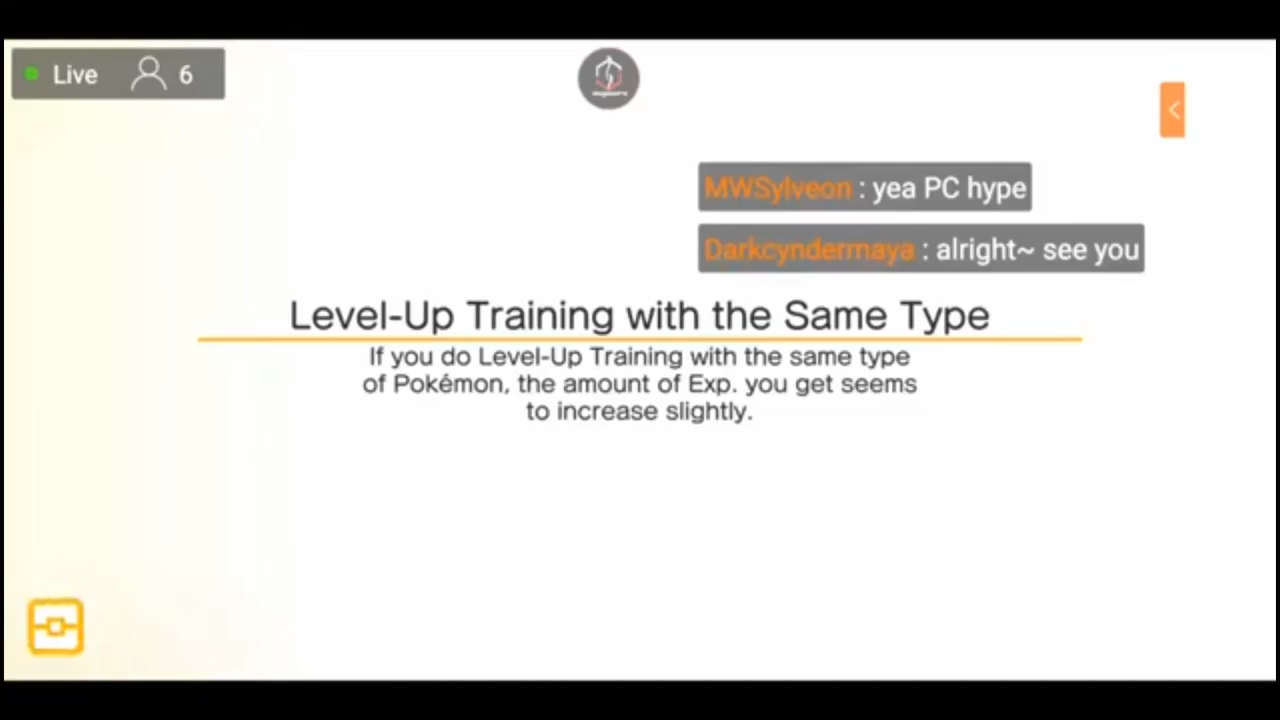 Live 6
MWSylveon : yea PC hype
Darkcyndermaya : alright~ see you
Level-Up Training with the Same Type
If you do Level-Up Training with the same type
of Pokémon, the amount of Exp. you get seems
to increase slightly.